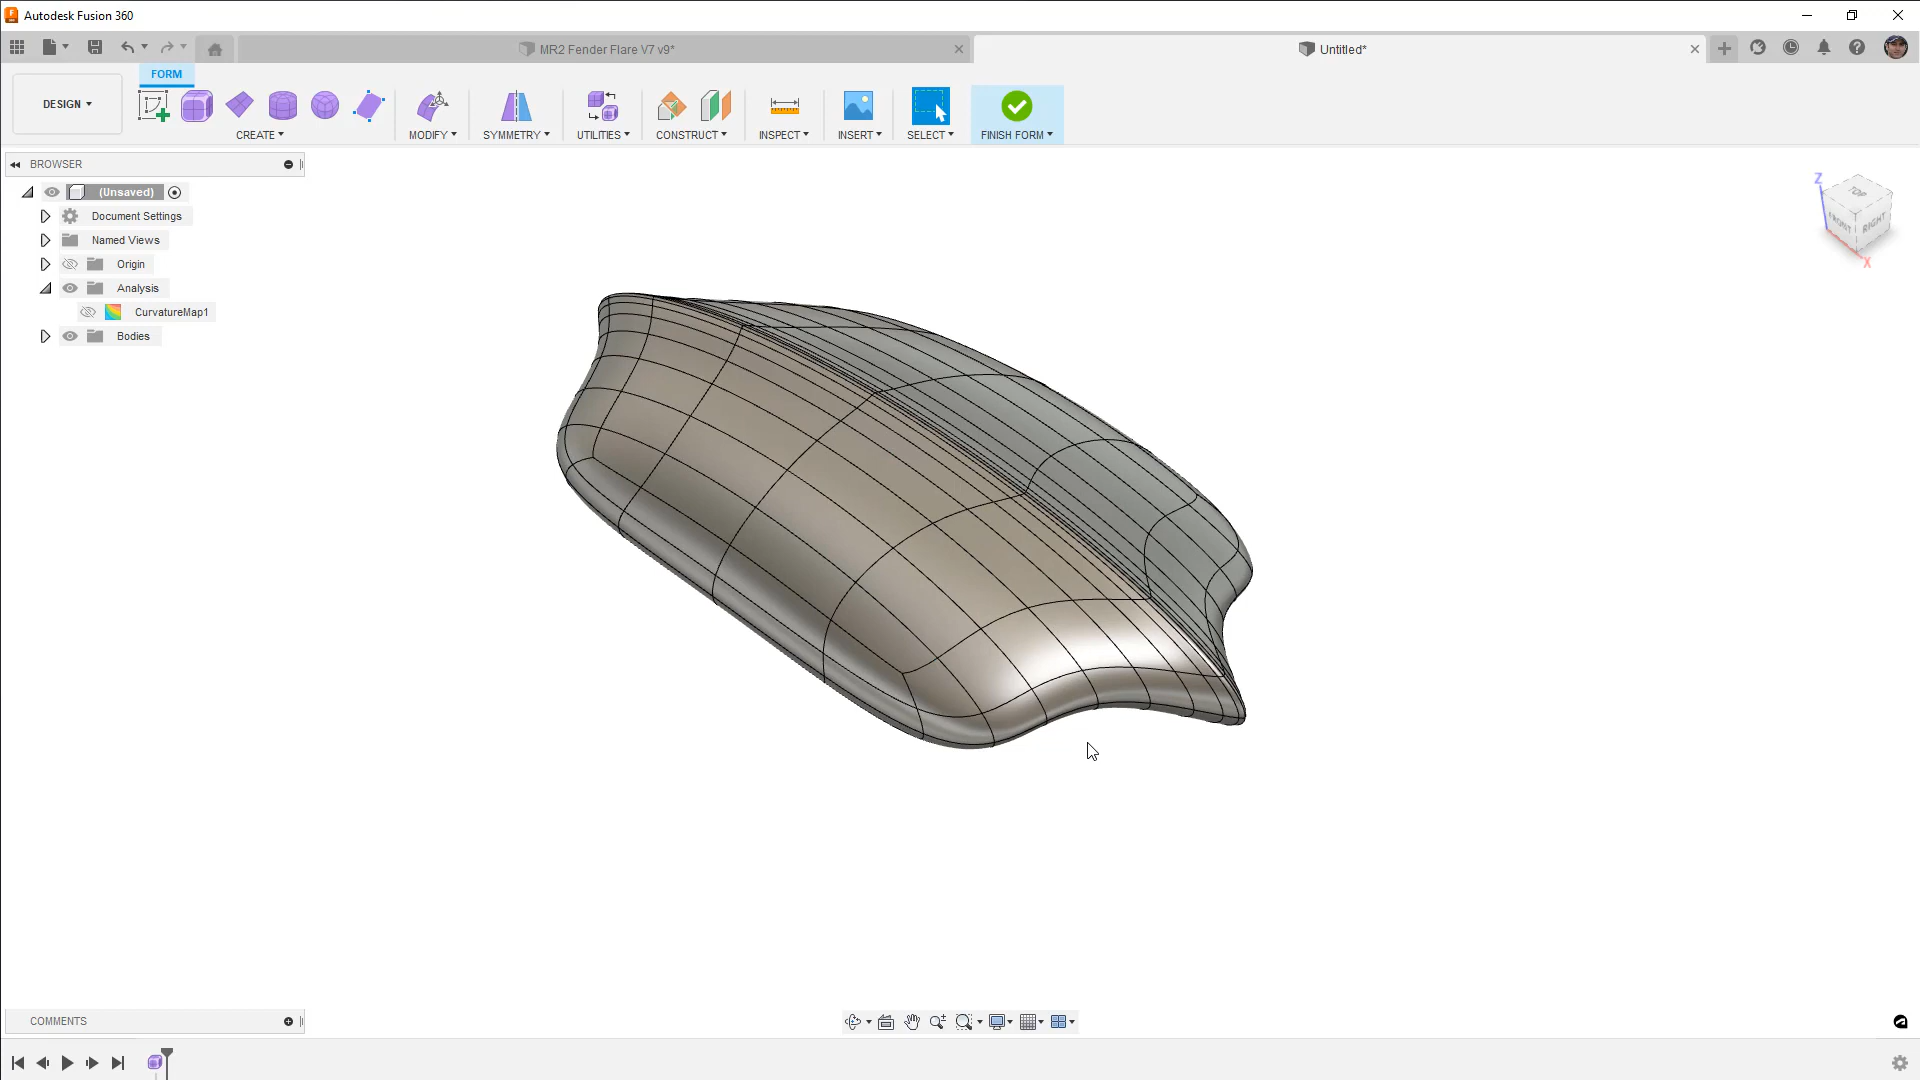 Autodesk Fusion 360
MR2 Fender Flare V7 v9*
Untitled*
FORM
DESIGN
CREATE
MODIFY
SYMMETRY
UTILITIES
CONSTRUCT
INSPECT
INSERT
SELECT
FINISH FORM
BROWSER
(Unsaved)
Document Settings
Named Views
Origin
Analysis
CurvatureMap1
Bodies
Z
TOP
FRONT
RIGHT
X
COMMENTS